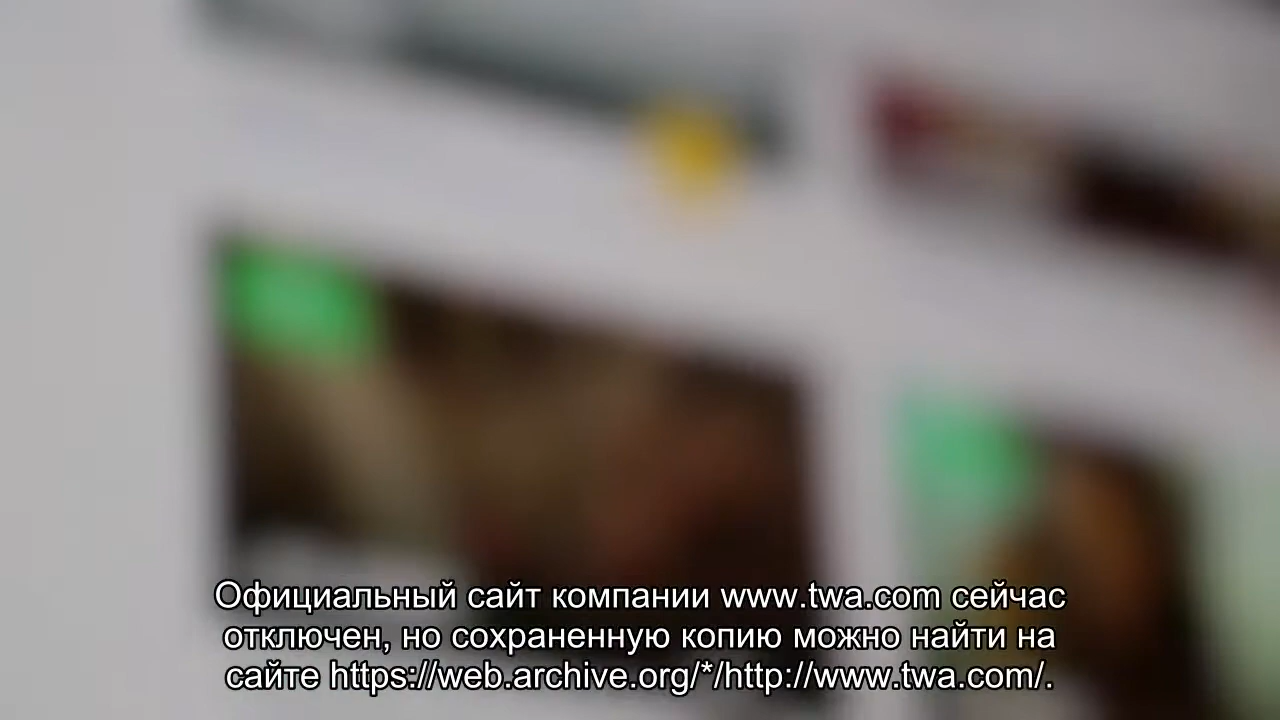 Официальный сайт компании www.twa.com сейчас
отключен, но сохраненную копию можно найти на
сайте https://web.archive.org/*/http://www.twa.com/.